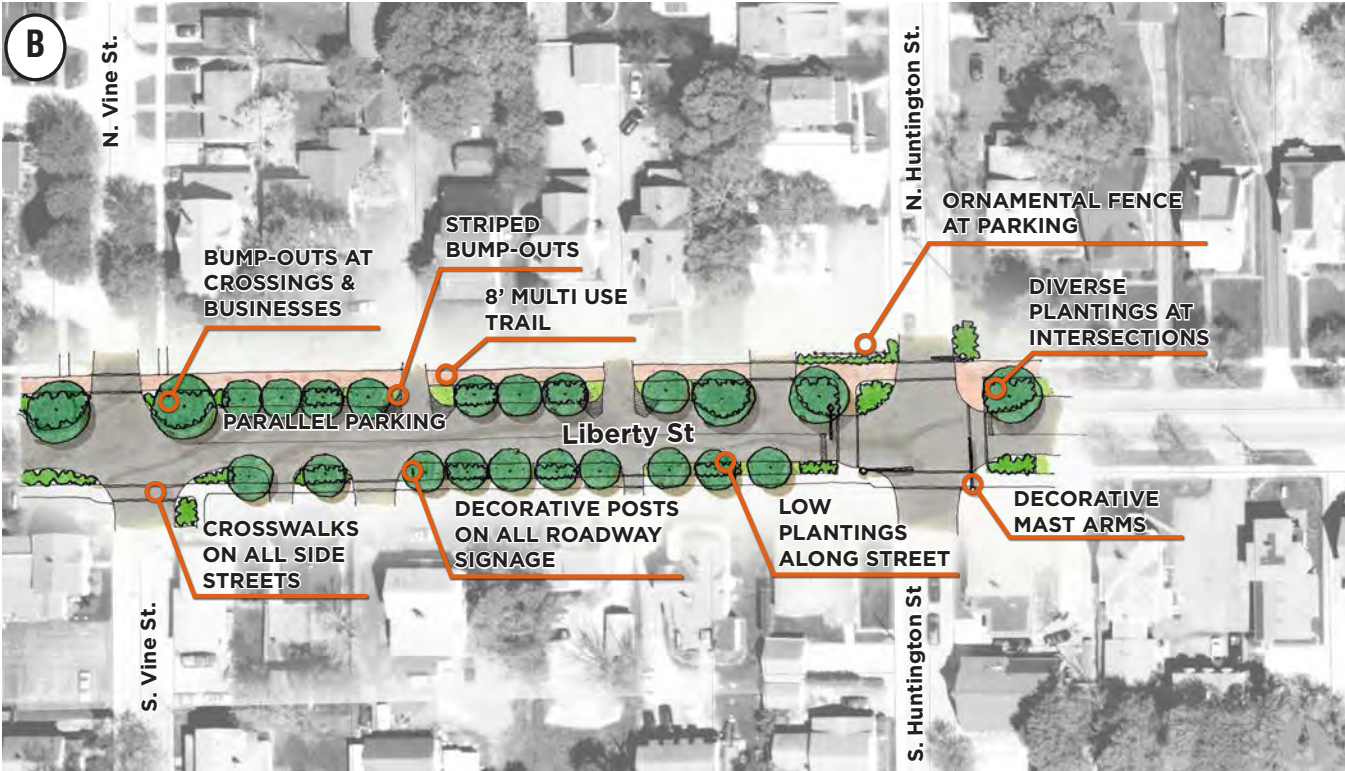 B
N. Vine St.
N. Huntington St.
ORNAMENTAL FENCE
AT PARKING
STRIPED
BUMP-OUTS
BUMP-OUTS AT
CROSSINGS &
BUSINESSES
8’ MULTI USE
TRAIL
DIVERSE
PLANTINGS AT
INTERSECTIONS
PARALLEL PARKING
Liberty St
CROSSWALKS
ON ALL SIDE
STREETS
DECORATIVE POSTS
ON ALL ROADWAY
SIGNAGE
LOW
PLANTINGS
ALONG STREET
DECORATIVE
MAST ARMS
S. Vine St.
S. Huntington St